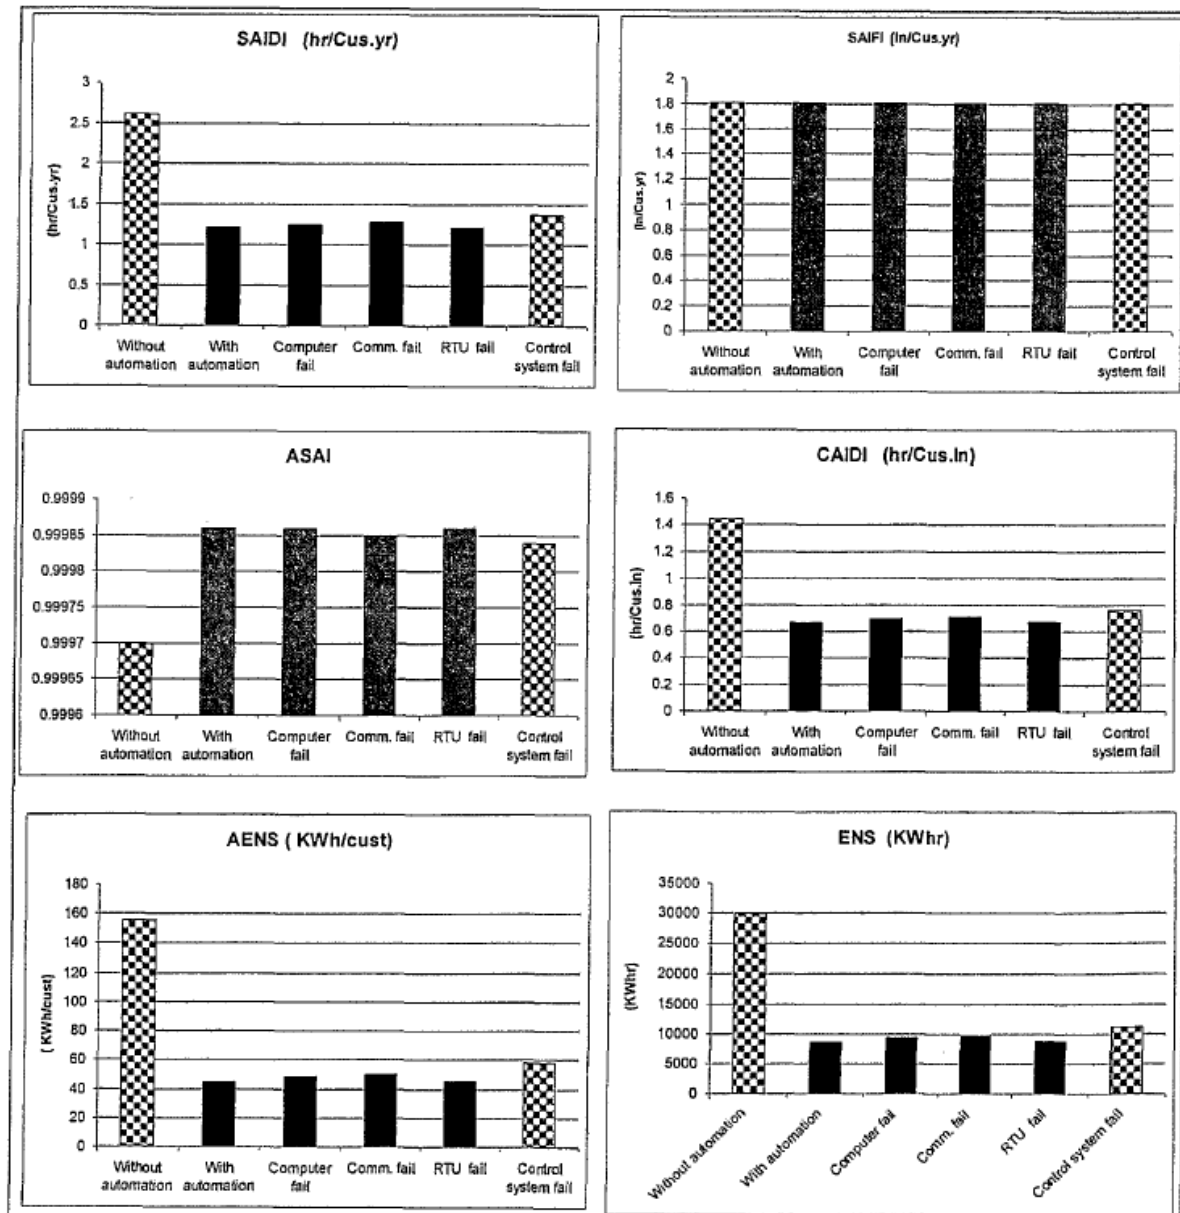 SAIDI (hr/Cus.yr)
(hr/Cus.yr)
3
2.5
2
1.5
1
0.5
0
Without automation
With automation
Computer fail
Comm. fail
RTU fail
Control system fail
SAIFI (In/Cus.yr)
(In/Cus.yr)
2
1.8
1.6
1.4
1.2
1
0.8
0.6
0.4
0.2
0
Without automation
With automation
Computer fail
Comm. fail
RTU fail
Control system fail
ASAI
0.9999
0.99985
0.9998
0.99975
0.9997
0.99965
0.9996
Without automation
With automation
Computer fail
Comm. fail
RTU fail
Control system fail
CAIDI (hr/Cus.In)
(hr/Cus.In)
1.6
1.4
1.2
1
0.8
0.6
0.4
0.2
0
Without automation
With automation
Computer fail
Comm. fail
RTU fail
Control system fail
AENS ( KWh/cust)
( KWh/cust)
180
160
140
120
100
80
60
40
20
0
Without automation
With automation
Computer fail
Comm. fail
RTU fail
Control system fail
ENS (KWhr)
(KWhr)
35000
30000
25000
20000
15000
10000
5000
0
Without automation
With automation
Computer fail
Comm. fail
RTU fail
Control system fail